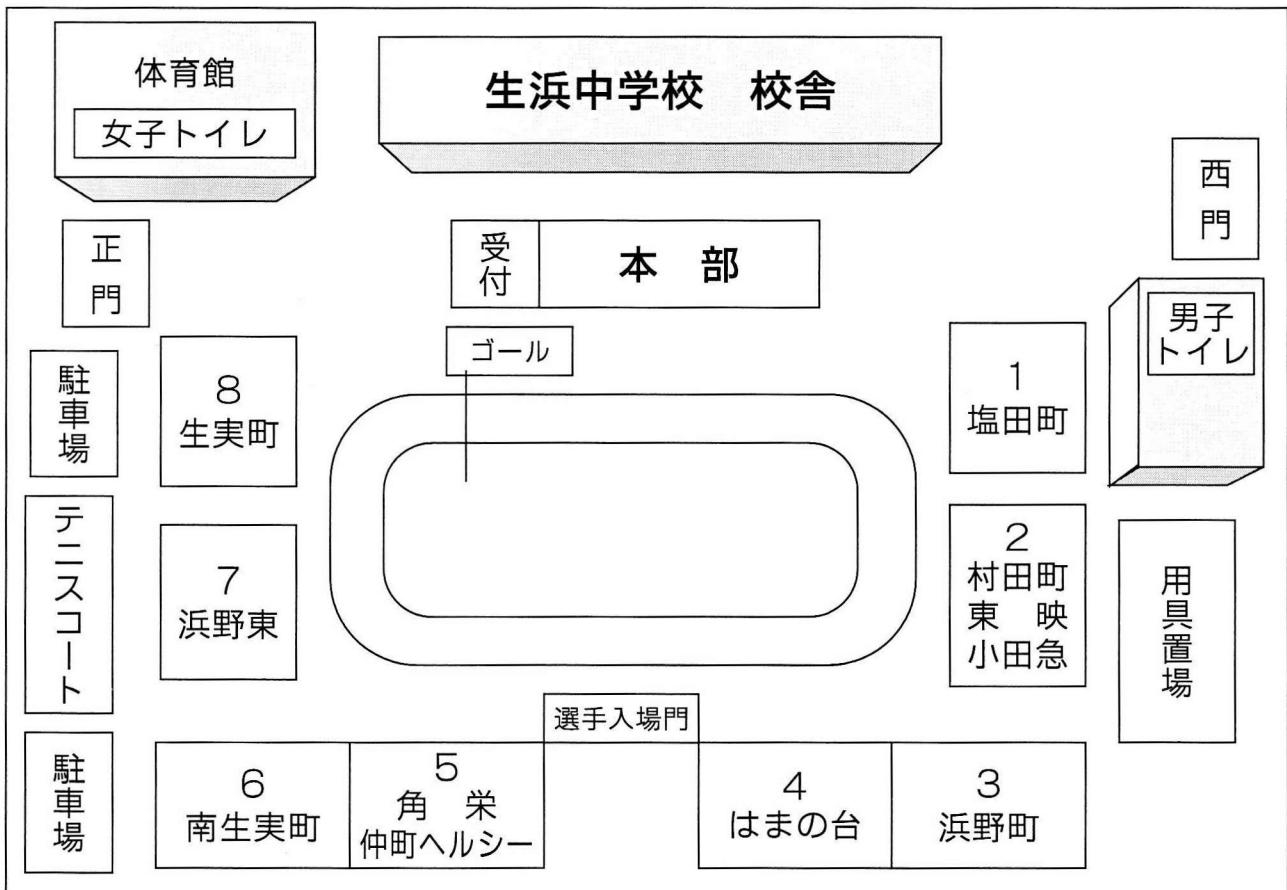 体育館
女子トイレ
生浜中学校 校舎
西門
正門
受付
本 部
男子
トイレ
ゴール
駐車場
8
生実町
1
塩田町
テニスコート
7
浜野東
2
村田町
東 映
小田急
用具置場
選手入場門
駐車場
6
南生実町
5
角 栄
仲町ヘルシー
4
はまの台
3
浜野町